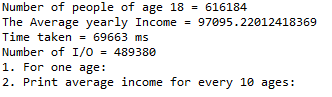 Number of people of age 18 = 616184
The Average yearly Income = 97095.22012418369
Time taken = 69663 ms
Number of I/O = 489380
1. For one age:
2. Print average income for every 10 ages: